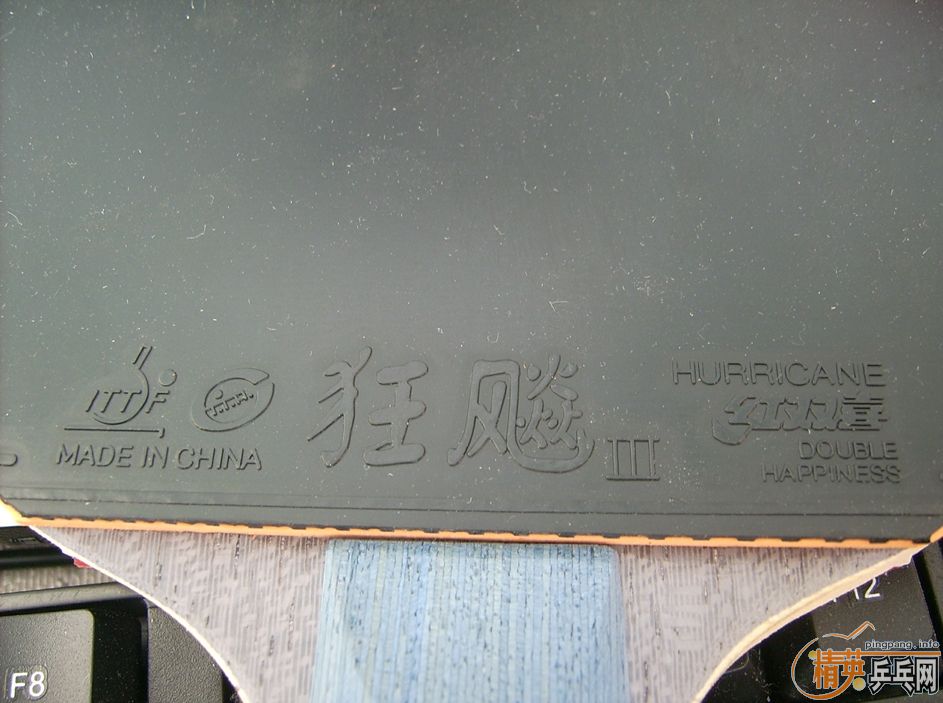 ITTF
MADE IN CHINA
狂飚
III
HURRICANE
红双喜
DOUBLE
HAPPINESS
F8
F12
pingpang.info
精英乒乓网